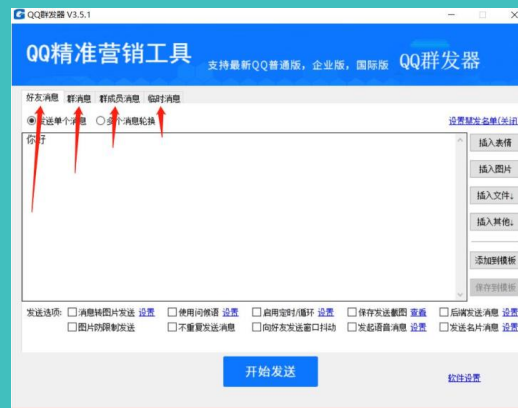 QQ群发器 V3.5.1
QQ精准营销工具 支持最新QQ普通版，企业版，国际版 QQ群发器
好友消息 群消息 群成员消息 临时消息
发送单个消息 多个消息轮换 设置禁发名单(关闭
你好
插入表情
插入图片
插入文件↓
插入其他↓
添加到模板
保存到模板
发送选项: 消息转图片发送 设置 使用问候语 设置 启用定时/循环 设置 保存发送截图 查看 后端发送消息 设置
图片防限制发送 不重复发送消息 向好友发送窗口抖动 发起语音消息 设置 发送名片消息 设置
开始发送
软件设置